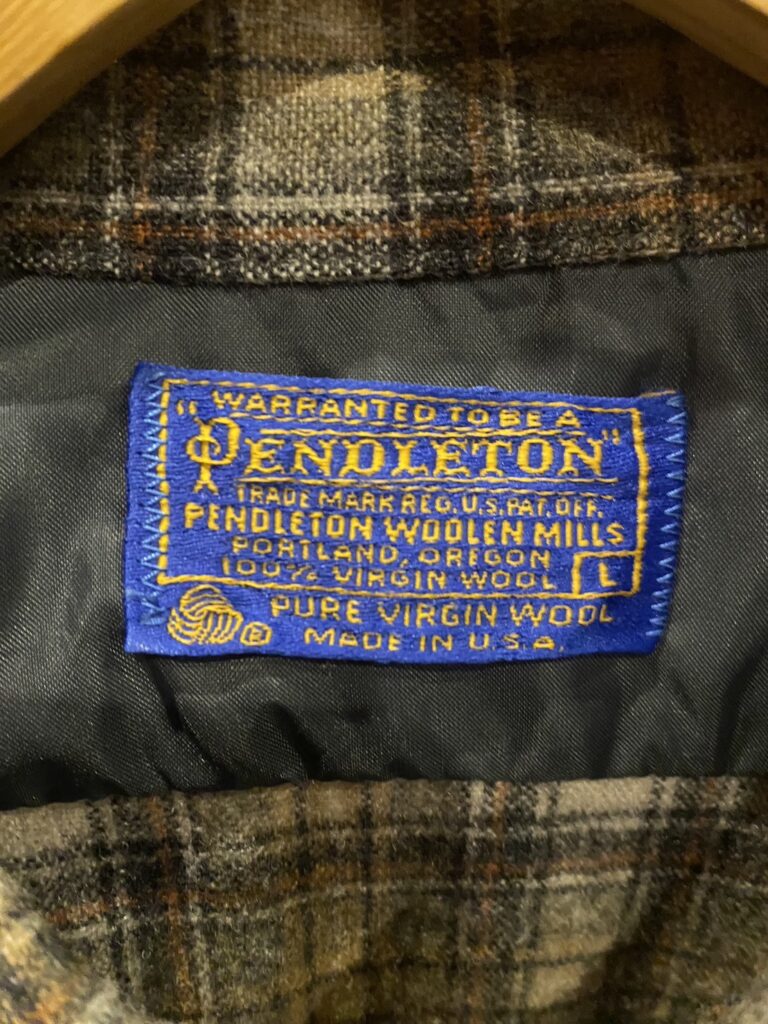 WARRANTED TO BE A
"PENDLETON"
TRADE MARK REG. U.S. PAT. OFF.
PENDLETON WOOLEN MILLS
PORTLAND, OREGON
100% VIRGIN WOOL L
PURE VIRGIN WOOL
® MADE IN U.S.A.